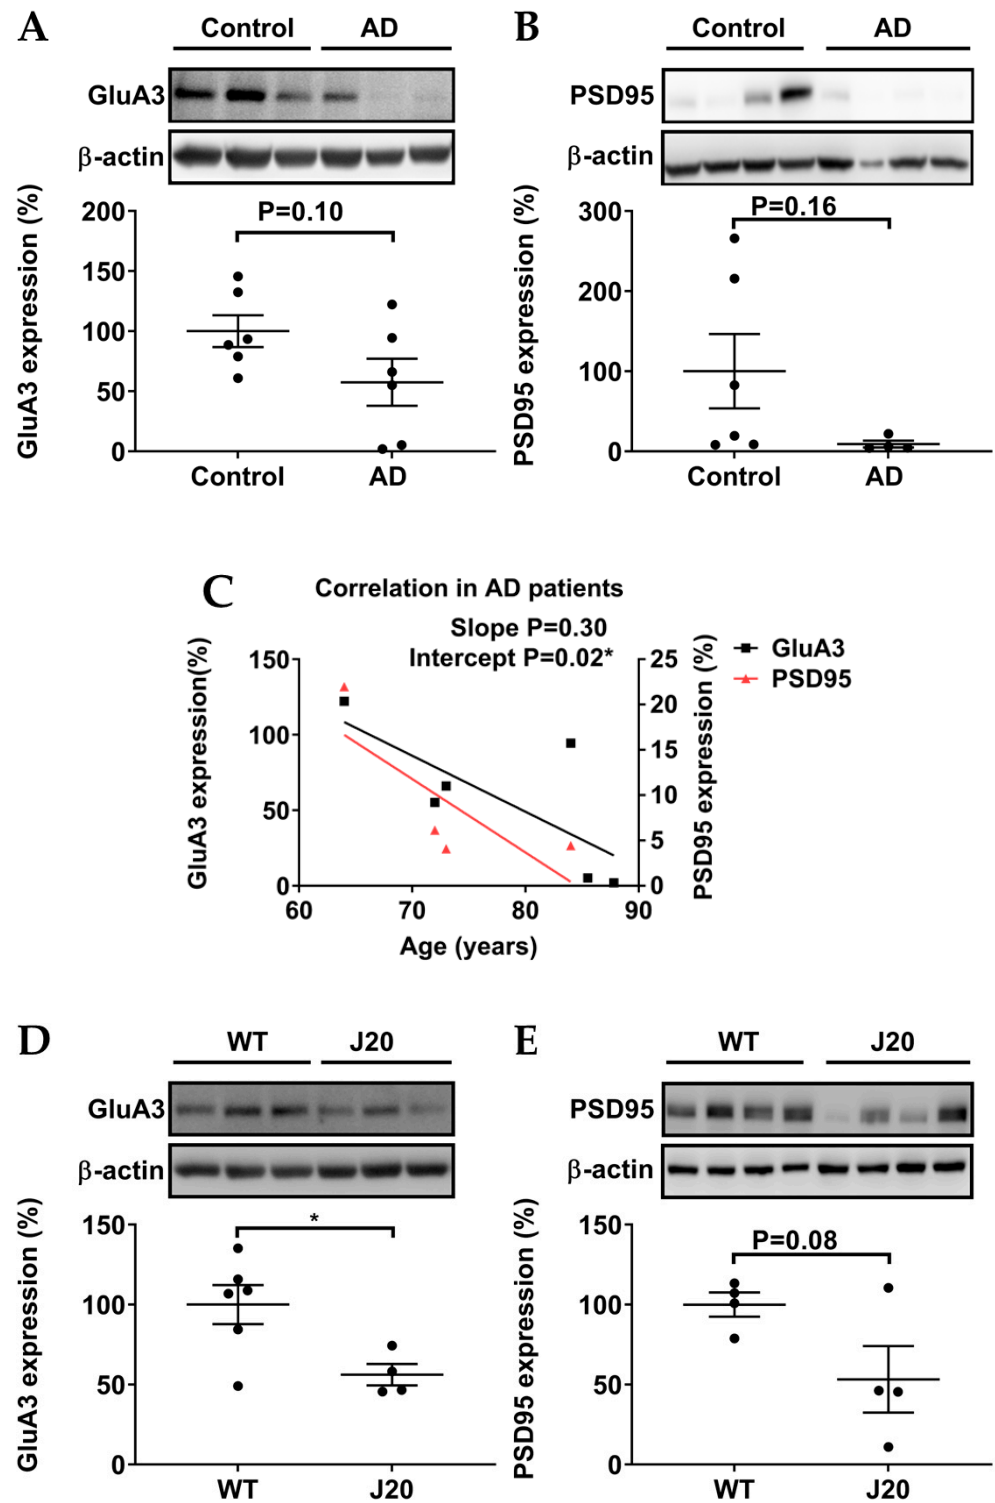 A
Control AD
GluA3
β-actin
GluA3 expression (%)
P=0.10
200
150
100
50
0
Control AD
B
Control AD
PSD95
β-actin
PSD95 expression (%)
P=0.16
300
200
100
0
Control AD
C
Correlation in AD patients
Slope P=0.30
Intercept P=0.02*
GluA3 expression(%)
150
100
50
0
PSD95 expression (%)
25
20
15
10
5
0
GluA3
PSD95
60 70 80 90
Age (years)
D
WT J20
GluA3
β-actin
GluA3 expression (%)
*
150
100
50
0
WT J20
E
WT J20
PSD95
β-actin
PSD95 expression (%)
P=0.08
150
100
50
0
WT J20